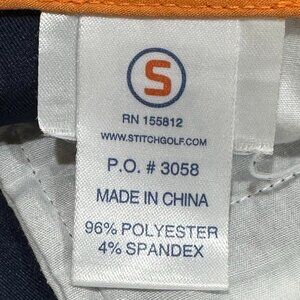 S
RN 155812
WWW.STITCHGOLF.COM
P.O. # 3058
MADE IN CHINA
96% POLYESTER
4% SPANDEX